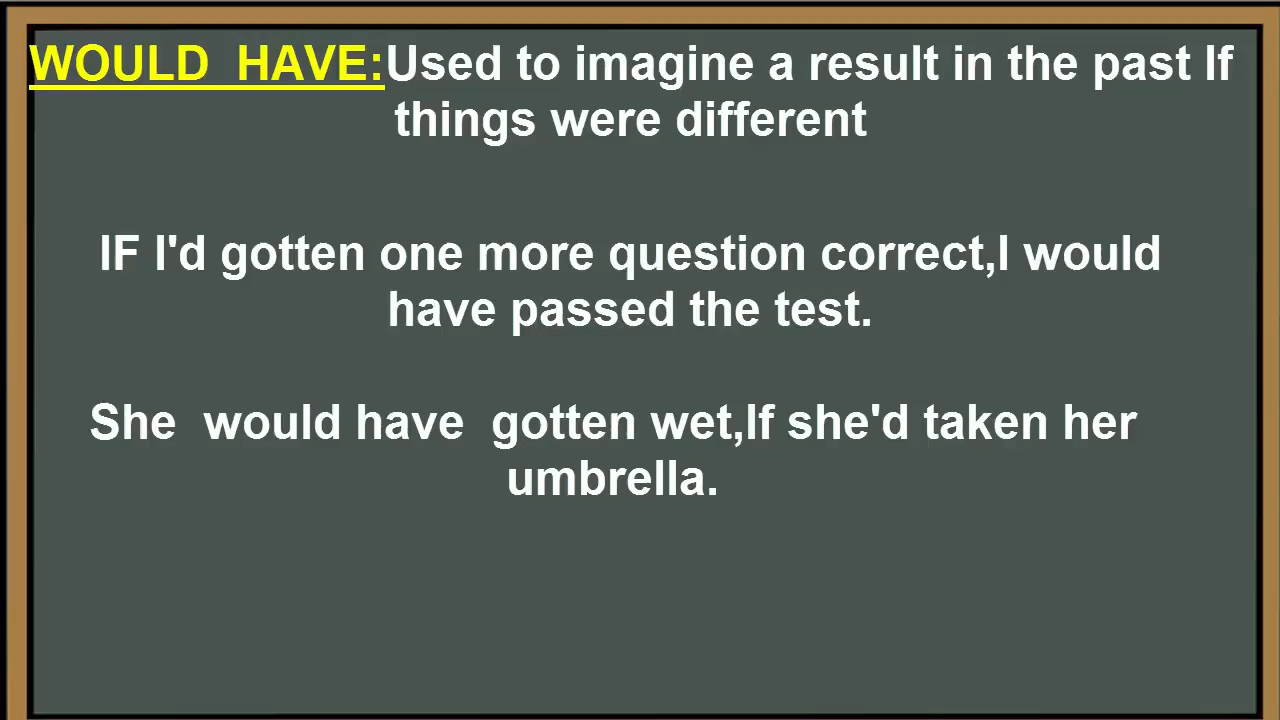 WOULD  HAVE:Used to imagine a result in the past If
things were different
IF I'd gotten one more question correct,I would
have passed the test.
She  would have  gotten wet,If she'd taken her
umbrella.